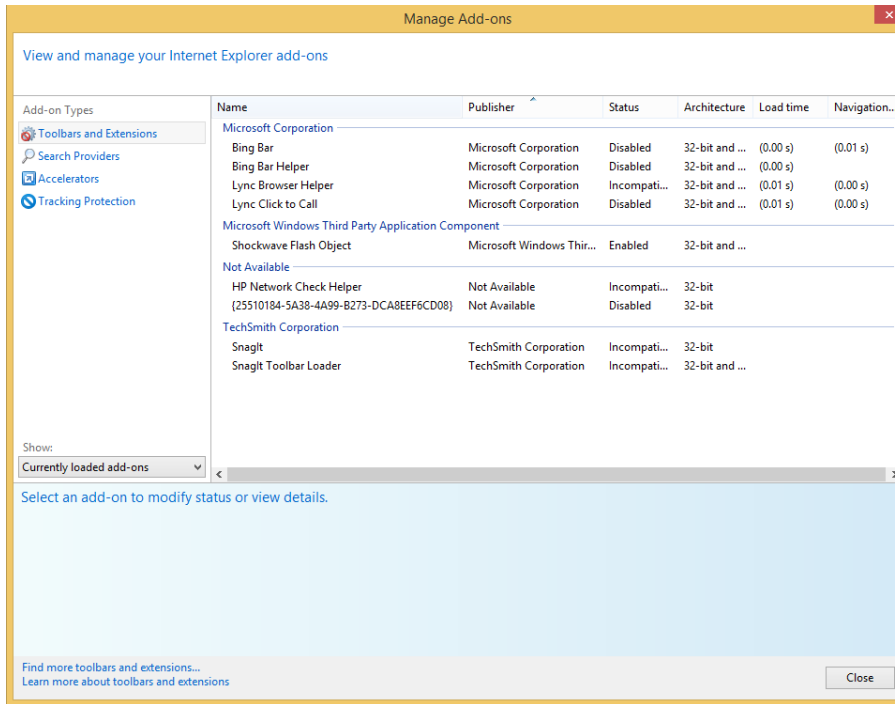 Manage Add-ons
View and manage your Internet Explorer add-ons
Add-on Types
Toolbars and Extensions
Search Providers
Accelerators
Tracking Protection
Show:
Currently loaded add-ons
Name Publisher Status Architecture Load time Navigation...
Microsoft Corporation
Bing Bar Microsoft Corporation Disabled 32-bit and ... (0.00 s) (0.01 s)
Bing Bar Helper Microsoft Corporation Disabled 32-bit and ... (0.00 s)
Lync Browser Helper Microsoft Corporation Incompati... 32-bit and ... (0.01 s) (0.00 s)
Lync Click to Call Microsoft Corporation Disabled 32-bit and ... (0.01 s) (0.00 s)
Microsoft Windows Third Party Application Component
Shockwave Flash Object Microsoft Windows Thir... Enabled 32-bit and ...
Not Available
HP Network Check Helper Not Available Incompati... 32-bit
{25510184-5A38-4A99-B273-DCA8EEF6CD08} Not Available Disabled 32-bit
TechSmith Corporation
SnagIt TechSmith Corporation Incompati... 32-bit
SnagIt Toolbar Loader TechSmith Corporation Incompati... 32-bit and ...
Select an add-on to modify status or view details.
Find more toolbars and extensions...
Learn more about toolbars and extensions
Close